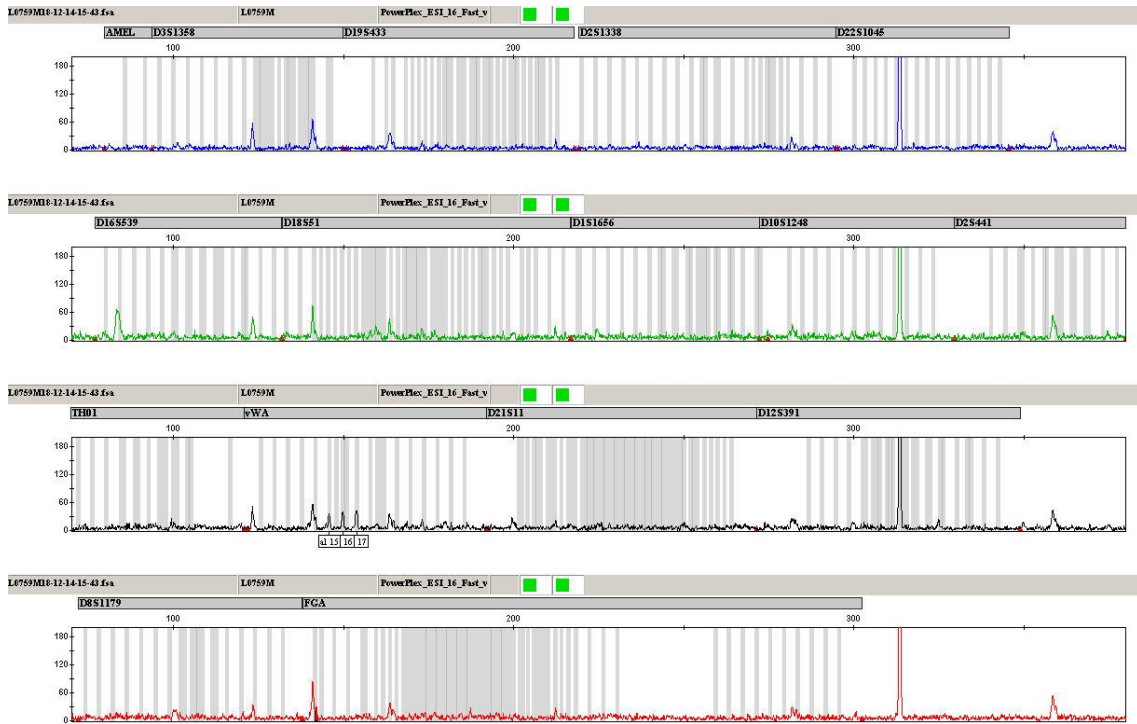 L0759M18-12-14-15-43.fsa L0759M PowerPlex_ESI_16_Fast_v
AMEL D3S1358 D19S433 D2S1338 D22S1045
100 200 300
180
120
60
0
L0759M18-12-14-15-43.fsa L0759M PowerPlex_ESI_16_Fast_v
D16S539 D18S51 D1S1656 D10S1248 D2S441
100 200 300
180
120
60
0
L0759M18-12-14-15-43.fsa L0759M PowerPlex_ESI_16_Fast_v
TH01 vWA D21S11 D12S391
100 200 300
180
120
60
0
al 15 16 17
L0759M18-12-14-15-43.fsa L0759M PowerPlex_ESI_16_Fast_v
D8S1179 FGA
100 200 300
180
120
60
0